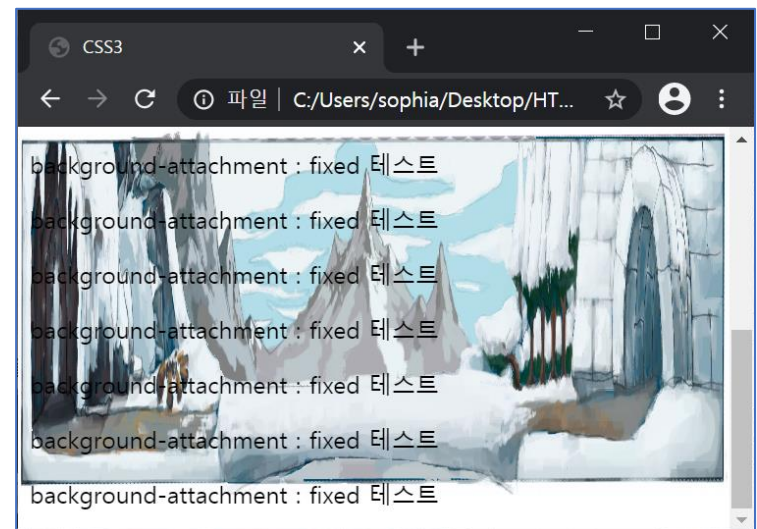 CSS3
파일 C:/Users/sophia/Desktop/HT...
background-attachment : fixed 테스트
background-attachment : fixed 테스트
background-attachment : fixed 테스트
background-attachment : fixed 테스트
background-attachment : fixed 테스트
background-attachment : fixed 테스트
background-attachment : fixed 테스트